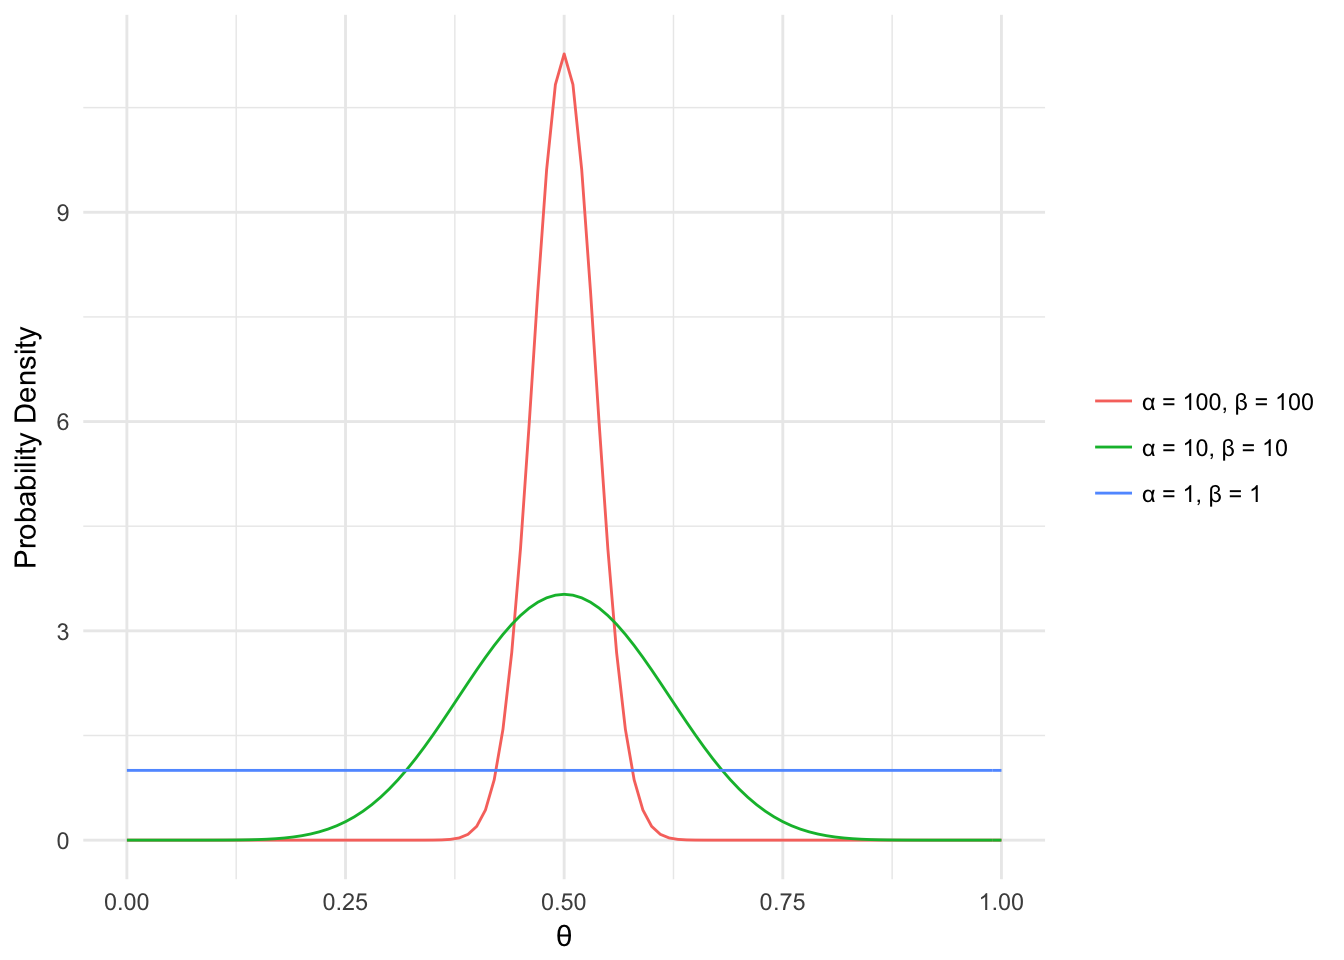 Probability Density
9
6
3
0
0.00 0.25 0.50 0.75 1.00
θ
α = 100, β = 100
α = 10, β = 10
α = 1, β = 1